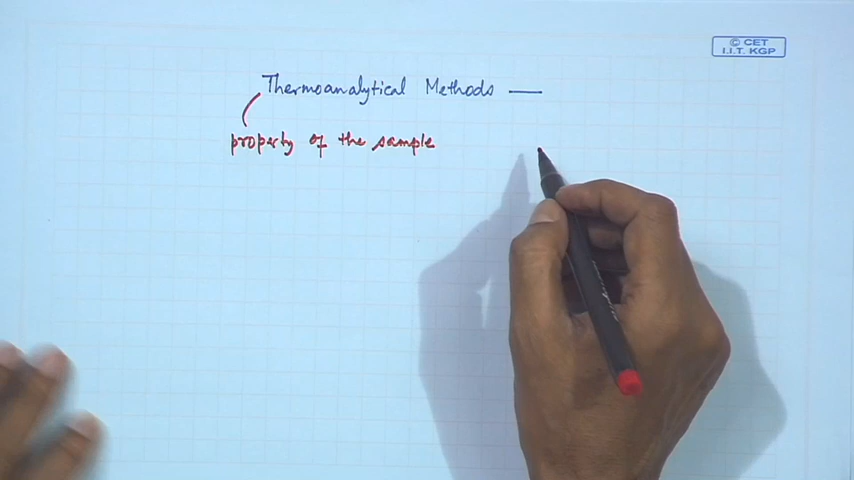 © CET
I.I.T. KGP
Thermoanalytical Methods —
property of the sample